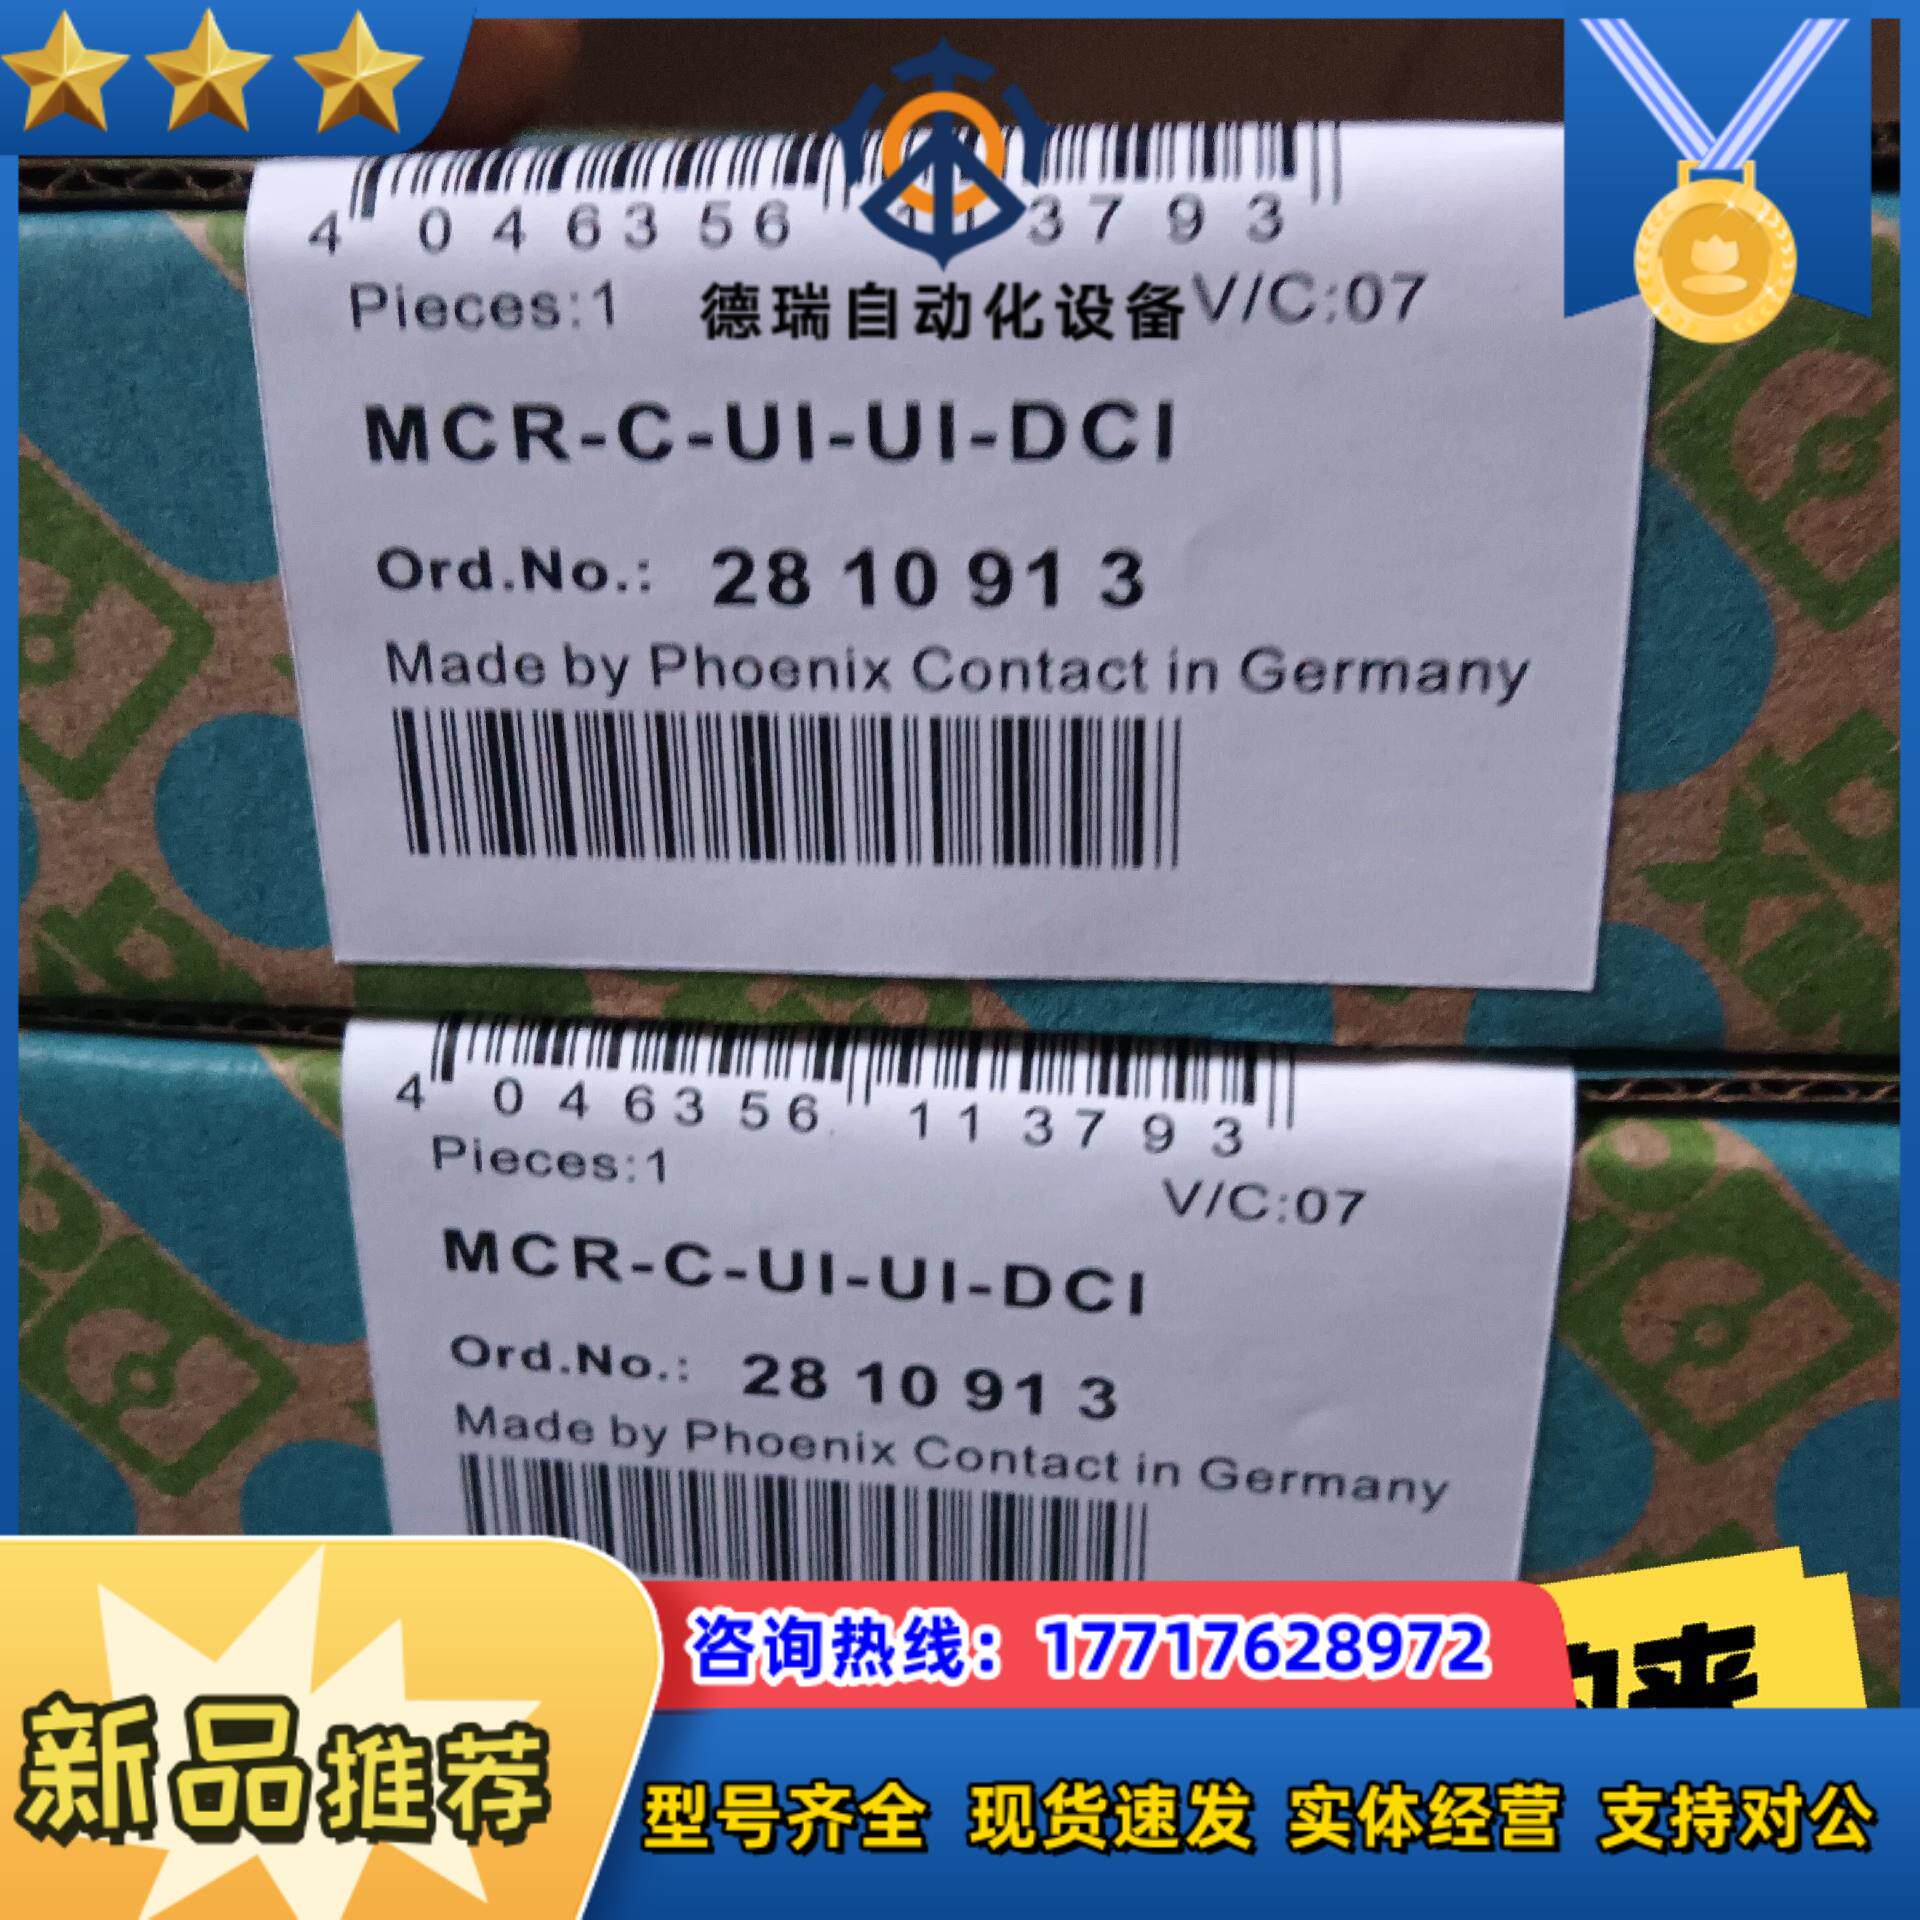 4 046356 113793
Pieces:1
德瑞自动化设备
V/C:07
MCR-C-UI-UI-DCI
Ord.No.: 28 10 91 3
Made by Phoenix Contact in Germany
4 046356 113793
Pieces:1
V/C:07
MCR-C-UI-UI-DCI
Ord.No.: 28 10 91 3
Made by Phoenix Contact in Germany
咨询热线：17717628972
新品推荐
型号齐全 现货速发 实体经营 支持对公